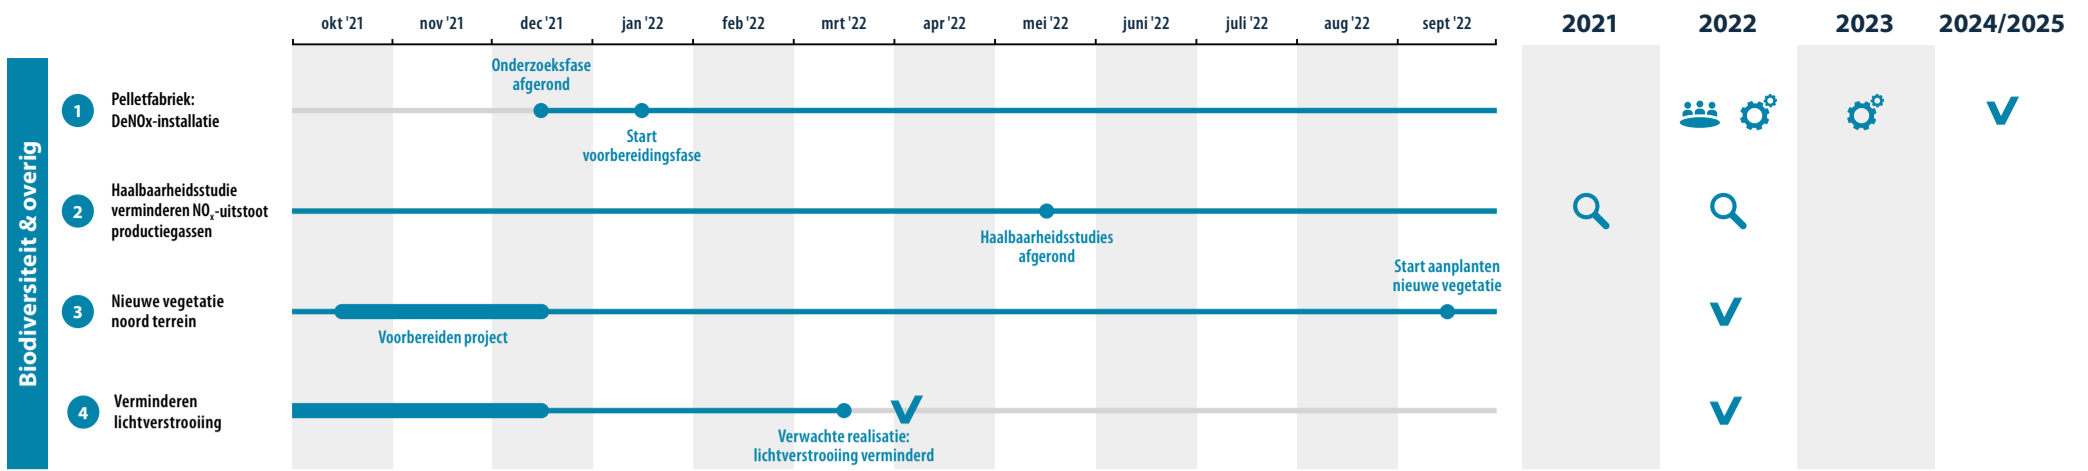 okt '21 nov '21 dec '21 jan '22 feb '22 mrt '22 apr '22 mei '22 juni '22 juli '22 aug '22 sept '22 2021 2022 2023 2024/2025
Biodiversiteit & overig
1
Pelletfabriek:
DeNOx-installatie
Onderzoeksfase
afgerond
Start
voorbereidingsfase
2
Haalbaarheidsstudie
verminderen NOx-uitstoot
productiegassen
Haalbaarheidsstudies
afgerond
3
Nieuwe vegetatie
noord terrein
Voorbereiden project
Start aanplanten
nieuwe vegetatie
4
Verminderen
lichtverstrooiing
Verwachte realisatie:
lichtverstrooiing verminderd